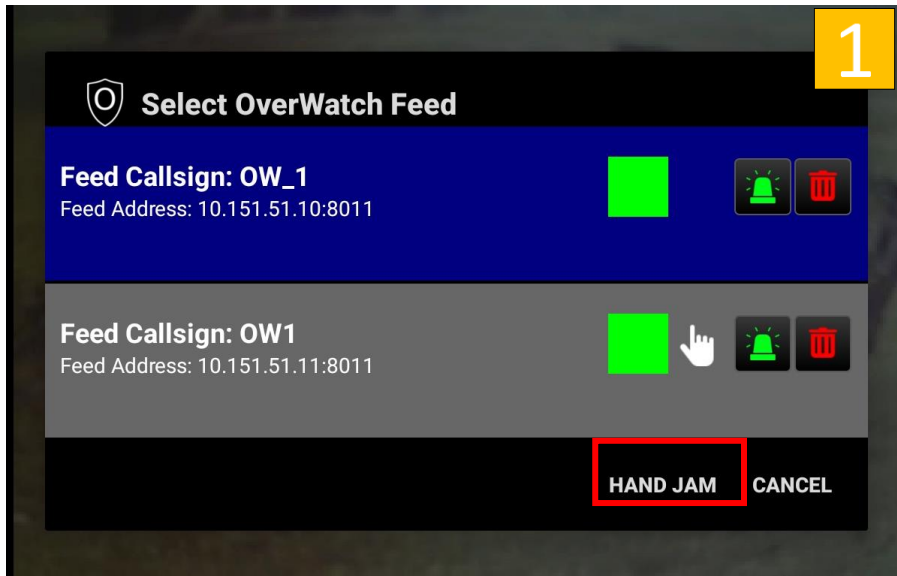 1
O Select OverWatch Feed
Feed Callsign: OW_1
Feed Address: 10.151.51.10:8011
Feed Callsign: OW1
Feed Address: 10.151.51.11:8011
HAND JAM CANCEL